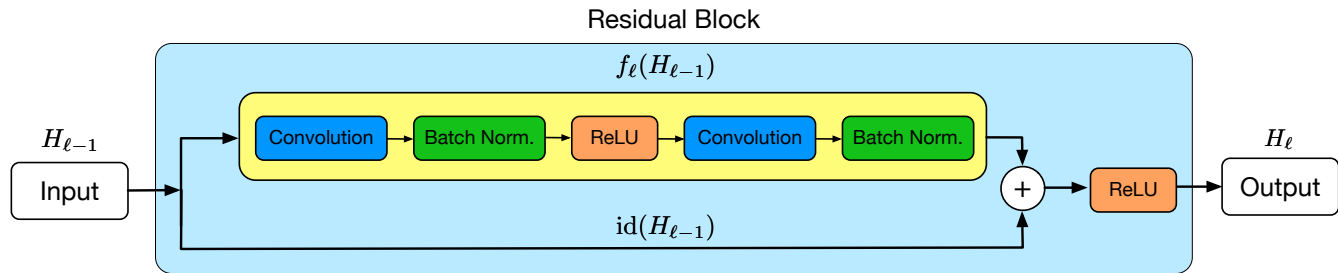 Residual Block
f_ℓ(H_{ℓ−1})
Convolution Batch Norm. ReLU Convolution Batch Norm.
H_{ℓ−1}
Input
+
ReLU
H_ℓ
Output
id(H_{ℓ−1})